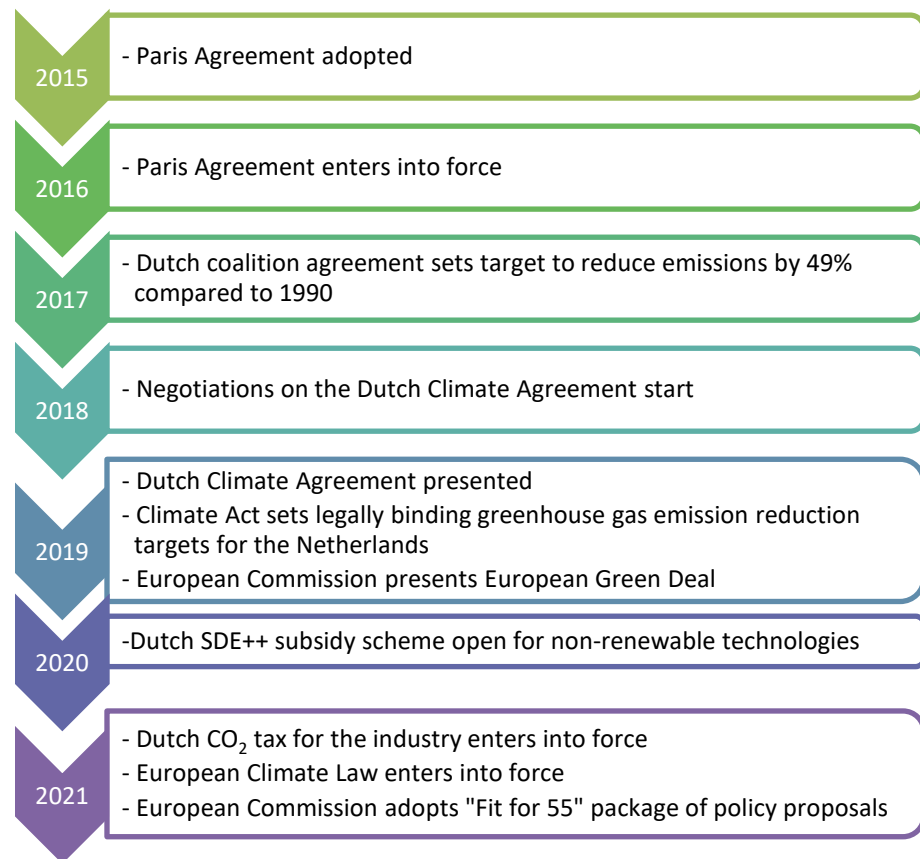 2015
- Paris Agreement adopted
2016
- Paris Agreement enters into force
2017
- Dutch coalition agreement sets target to reduce emissions by 49%
compared to 1990
2018
- Negotiations on the Dutch Climate Agreement start
2019
- Dutch Climate Agreement presented
- Climate Act sets legally binding greenhouse gas emission reduction
targets for the Netherlands
- European Commission presents European Green Deal
2020
-Dutch SDE++ subsidy scheme open for non-renewable technologies
2021
- Dutch CO₂ tax for the industry enters into force
- European Climate Law enters into force
- European Commission adopts "Fit for 55" package of policy proposals